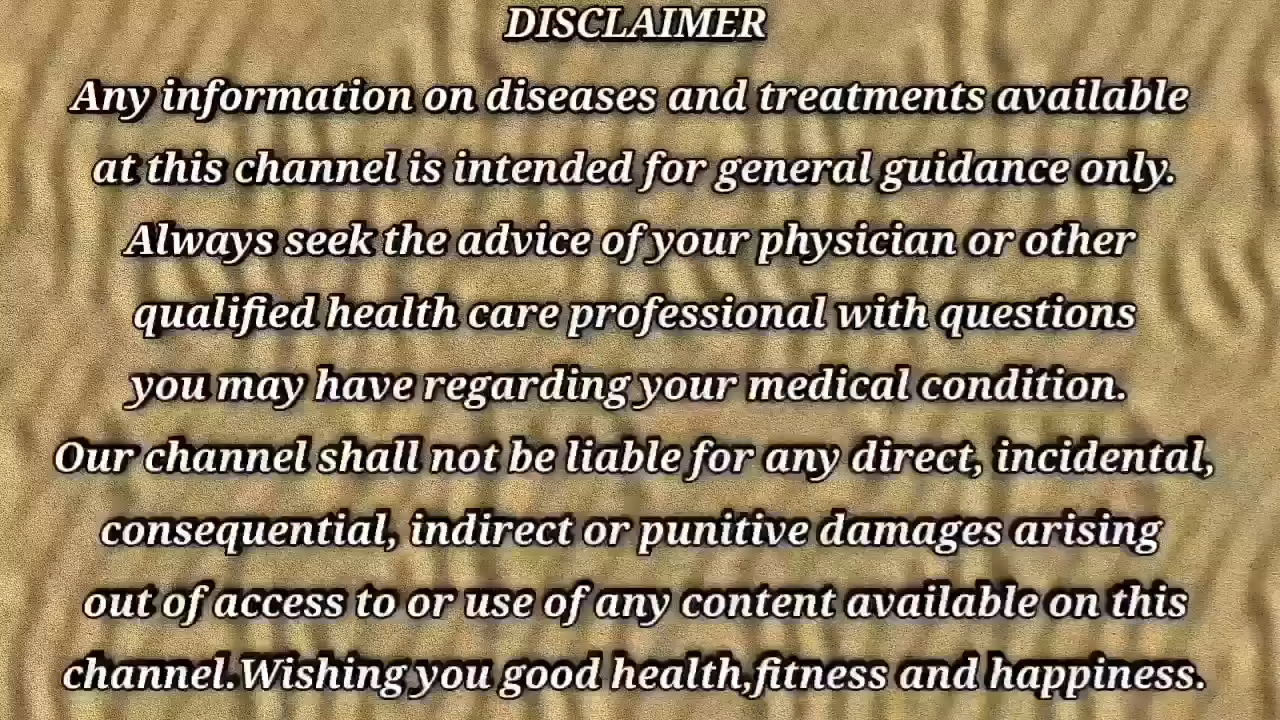 DISCLAIMER
Any information on diseases and treatments available
at this channel is intended for general guidance only.
Always seek the advice of your physician or other
qualified health care professional with questions
you may have regarding your medical condition.
Our channel shall not be liable for any direct, incidental,
consequential, indirect or punitive damages arising
out of access to or use of any content available on this
channel.Wishing you good health,fitness and happiness.